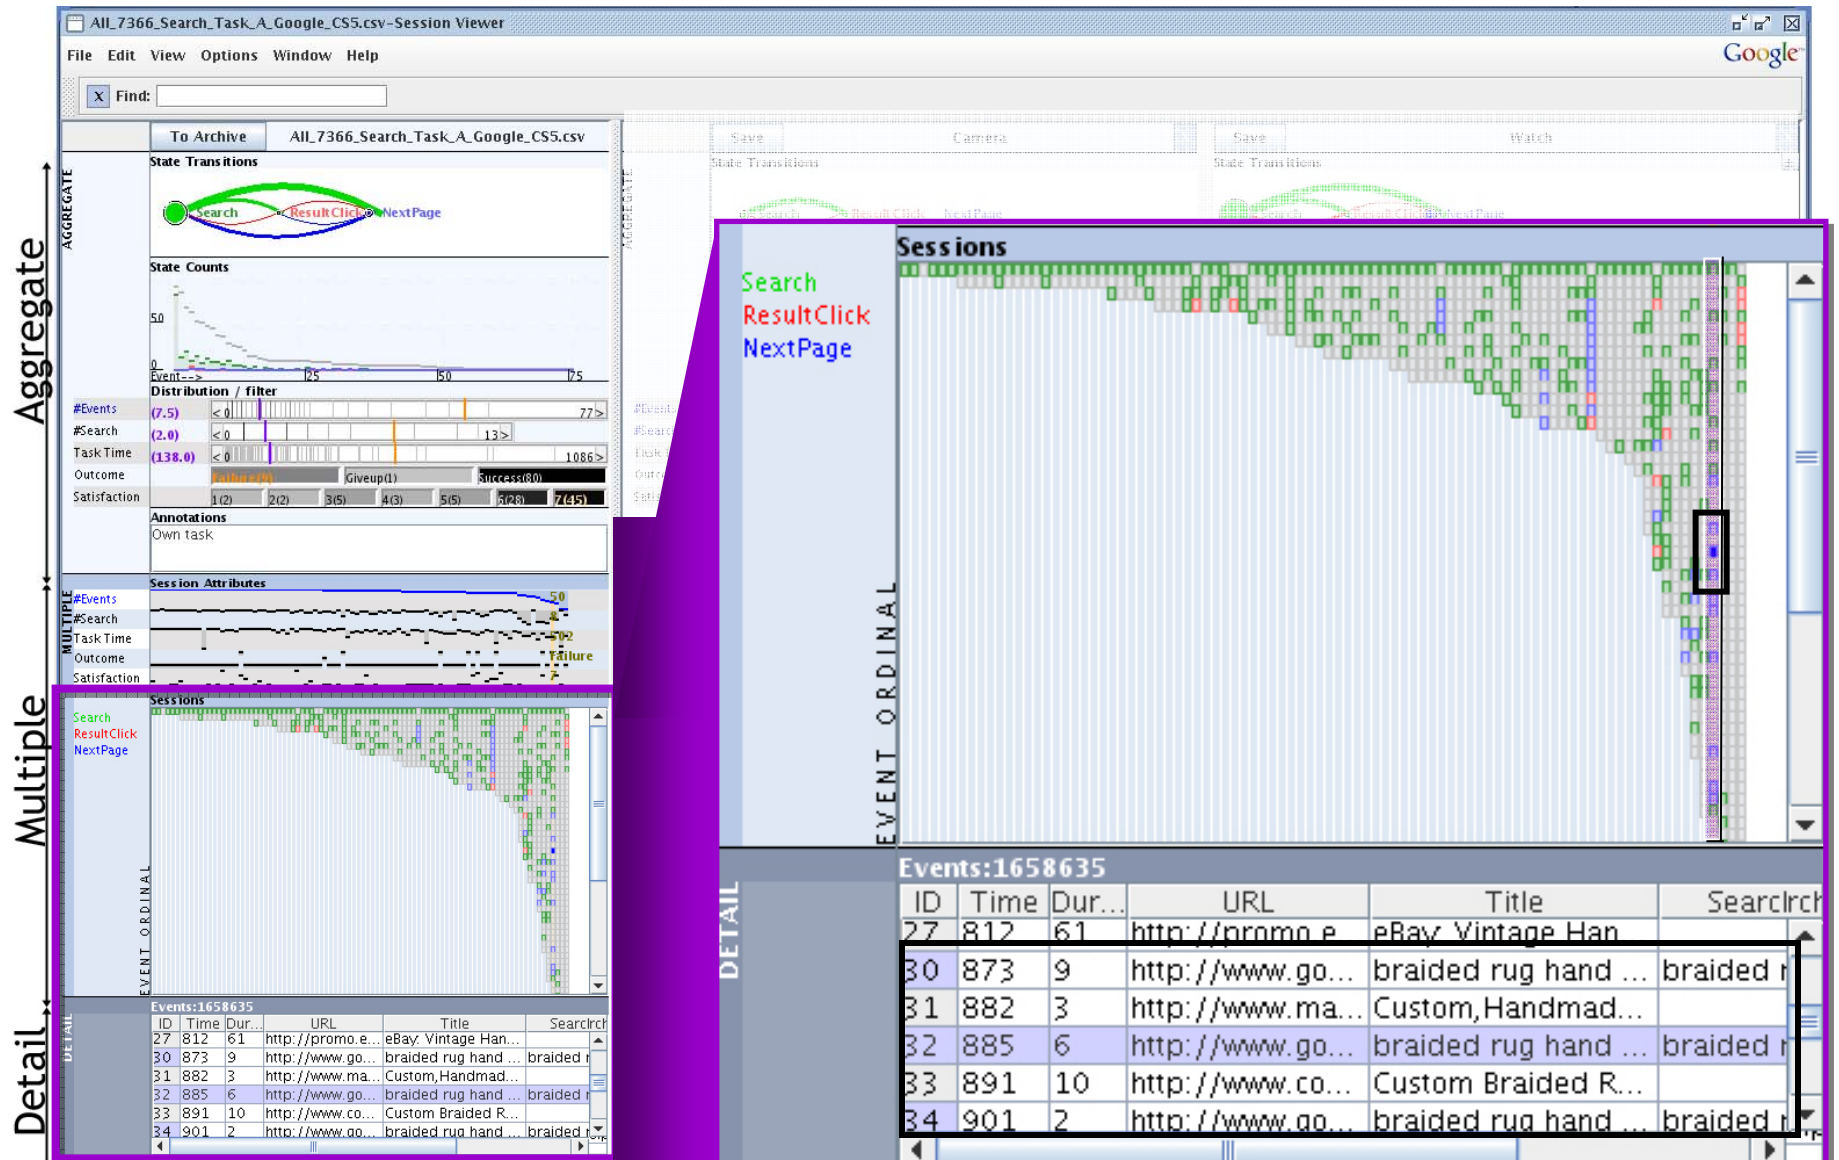 All_7366_Search_Task_A_Google_CS5.csv-Session Viewer
File Edit View Options Window Help
Google
X Find:
To Archive All_7366_Search_Task_A_Google_CS5.csv
Save Camera Save Watch
AGGREGATE
State Transitions
Search ResultClick NextPage
State Transitions
State Transitions
Search ResultClick NextPage
Search ResultClick NextPage
State Counts
50
0
Event--> 25 50 75
Distribution / filter
#Events (7.5) <0 77>
#Search (2.0) <0 13>
Task Time (138.0) <0 1086>
Outcome Failure(9) Giveup(1) Success(80)
Satisfaction 1(2) 2(2) 3(5) 4(3) 5(5) 6(28) 7(45)
Annotations
Own task
MULTIPLE
Session Attributes
#Events 50
#Search 8
Task Time 502
Outcome Failure
Satisfaction 7
Sessions
Search
ResultClick
NextPage
EVENT ORDINAL
DETAIL
Events:1658635
ID Time Dur... URL Title
27 812 61 http://promo.e... eBay: Vintage Han...
30 873 9 http://www.go... braided rug hand ... braided r
31 882 3 http://www.ma... Custom,Handmad...
32 885 6 http://www.go... braided rug hand ... braided r
33 891 10 http://www.co... Custom Braided R...
34 901 2 http://www.go... braided rug hand ... braided r
Aggregate
Multiple
Detail
Sessions
Search
ResultClick
NextPage
EVENT ORDINAL
DETAIL
Events:1658635
ID Time Dur... URL Title
27 812 61 http://promo.e... eBay: Vintage Han...
30 873 9 http://www.go... braided rug hand ... braided r
31 882 3 http://www.ma... Custom,Handmad...
32 885 6 http://www.go... braided rug hand ... braided r
33 891 10 http://www.co... Custom Braided R...
34 901 2 http://www.go... braided rug hand ... braided r